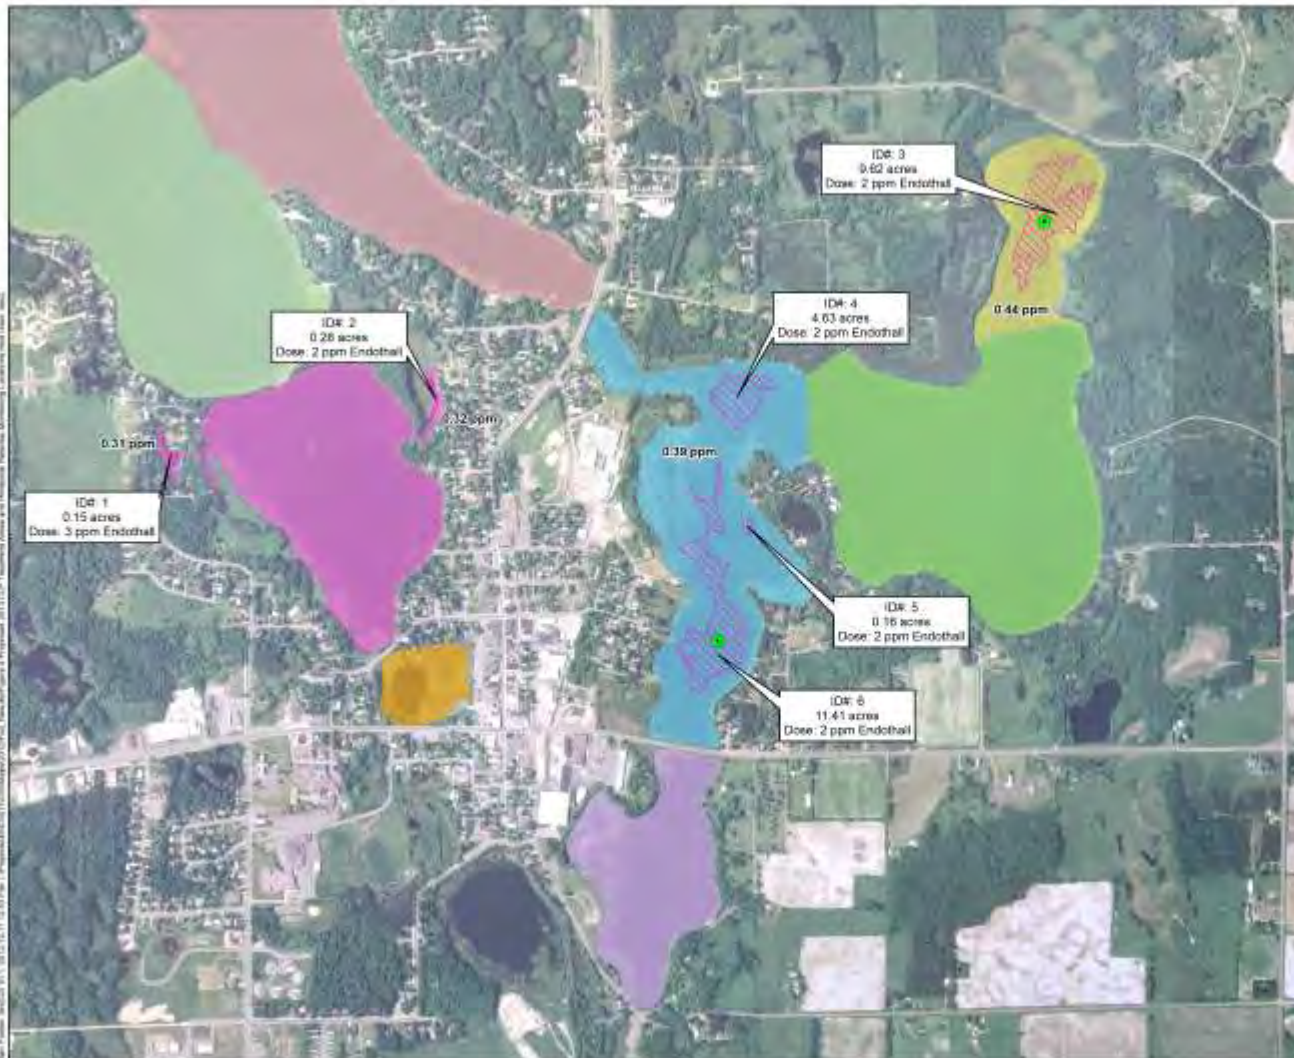 ID#: 3
9.62 acres
Dose: 2 ppm Endothall
0.44 ppm
ID#: 4
4.63 acres
Dose: 2 ppm Endothall
ID#: 2
0.28 acres
Dose: 2 ppm Endothall
ppm
0.31 ppm
0.39 ppm
ID#: 1
0.15 acres
Dose: 3 ppm Endothall
ID#: 5
0.16 acres
Dose: 2 ppm Endothall
ID#: 6
11.41 acres
Dose: 2 ppm Endothall